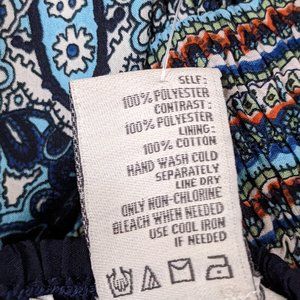 SELF:
100% POLYESTER
CONTRAST:
100% POLYESTER
LINING:
100% COTTON
HAND WASH COLD
SEPARATELY
LINE DRY
ONLY NON-CHLORINE
BLEACH WHEN NEEDED
USE COOL IRON
IF NEEDED